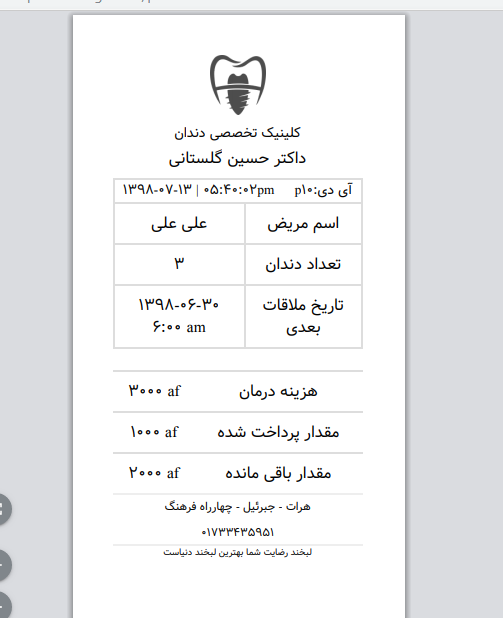 کلینیک تخصصی دندان
داکتر حسین گلستانی
آی دی:p۱۰ ۱۳۹۸-۰۷-۱۳ | ۰۵:۴۰:۰۲pm
اسم مریض علی علی
تعداد دندان ۳
تاریخ ملاقات بعدی ۱۳۹۸-۰۶-۳۰
۶:۰۰ am
هزینه درمان ۳۰۰۰ af
مقدار پرداخت شده ۱۰۰۰ af
مقدار باقی مانده ۲۰۰۰ af
هرات - جبرئیل - چهارراه فرهنگ
۰۱۷۳۳۴۳۵۹۵۱
لبخند رضایت شما بهترین لبخند دنیاست